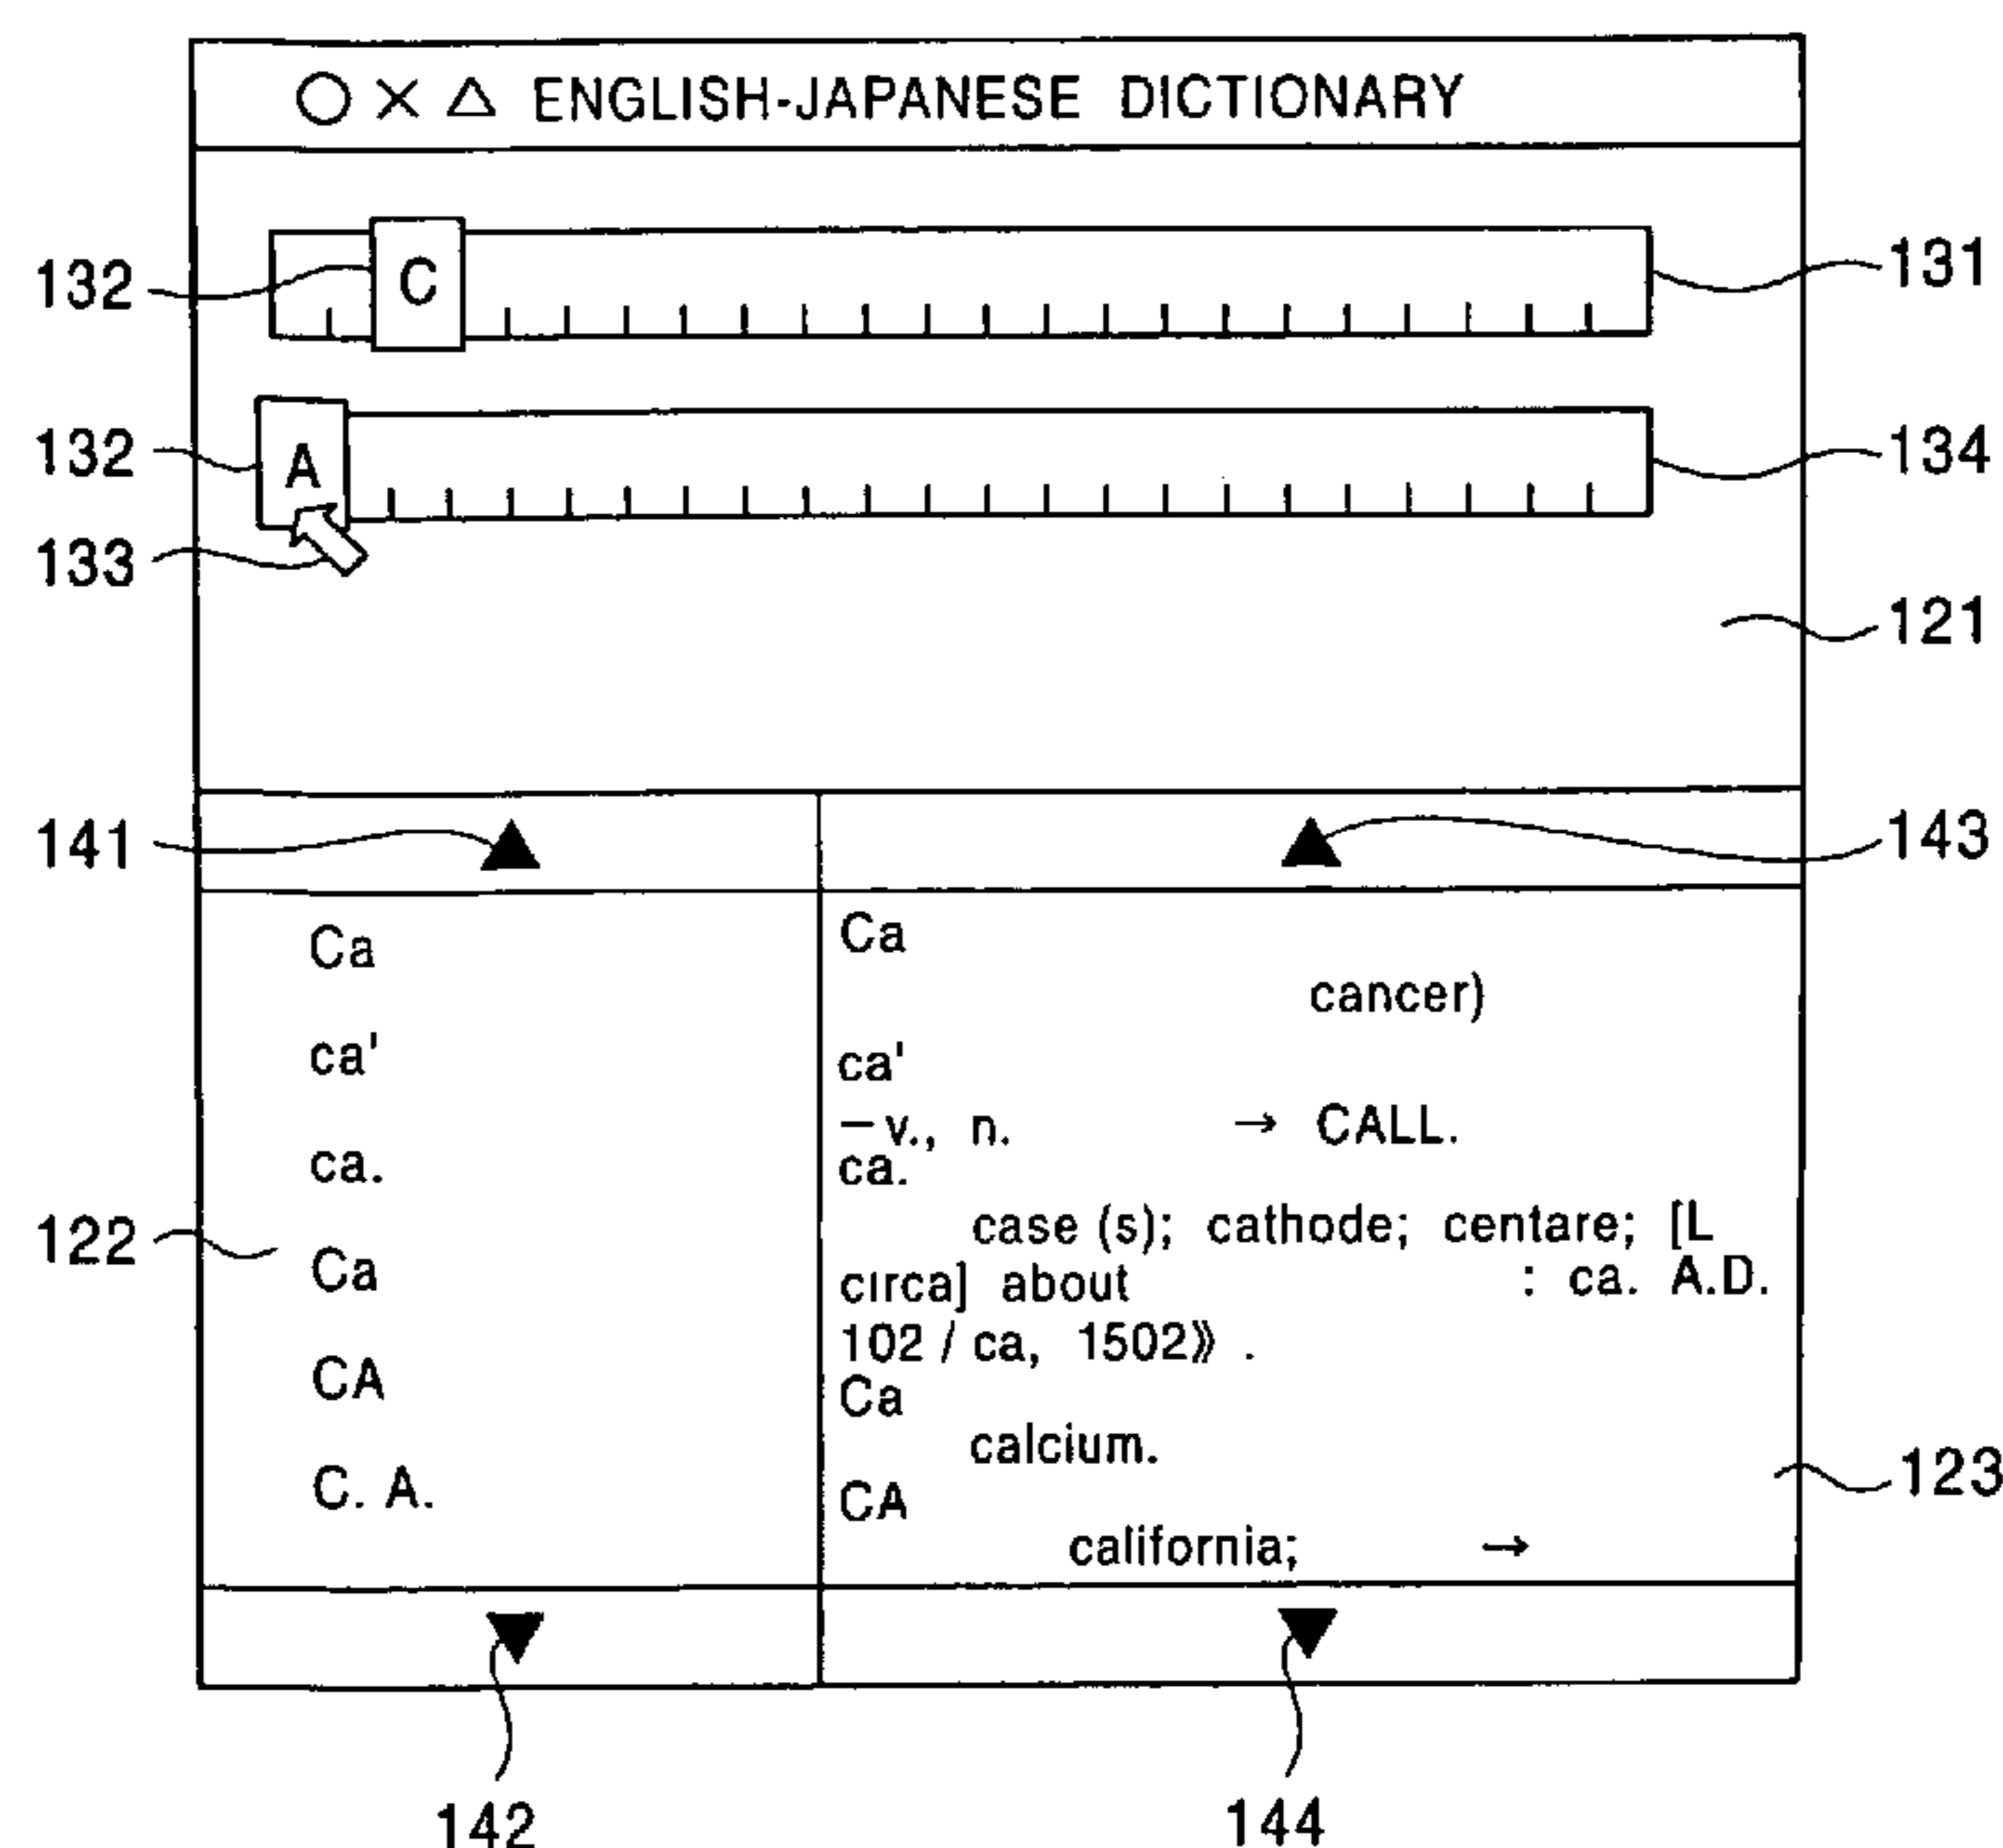 ○×△ ENGLISH-JAPANESE DICTIONARY
132
C
131
132
A
134
133
121
141
▲
▲
143
Ca
ca'
ca.
122
Ca
CA
C. A.
Ca
cancer)
ca'
—v., n. → CALL.
ca.
case (s); cathode; centare; [L
circa] about : ca. A.D.
102 / ca, 1502》 .
Ca
calcium.
CA
california; →
123
▼
▼
142
144